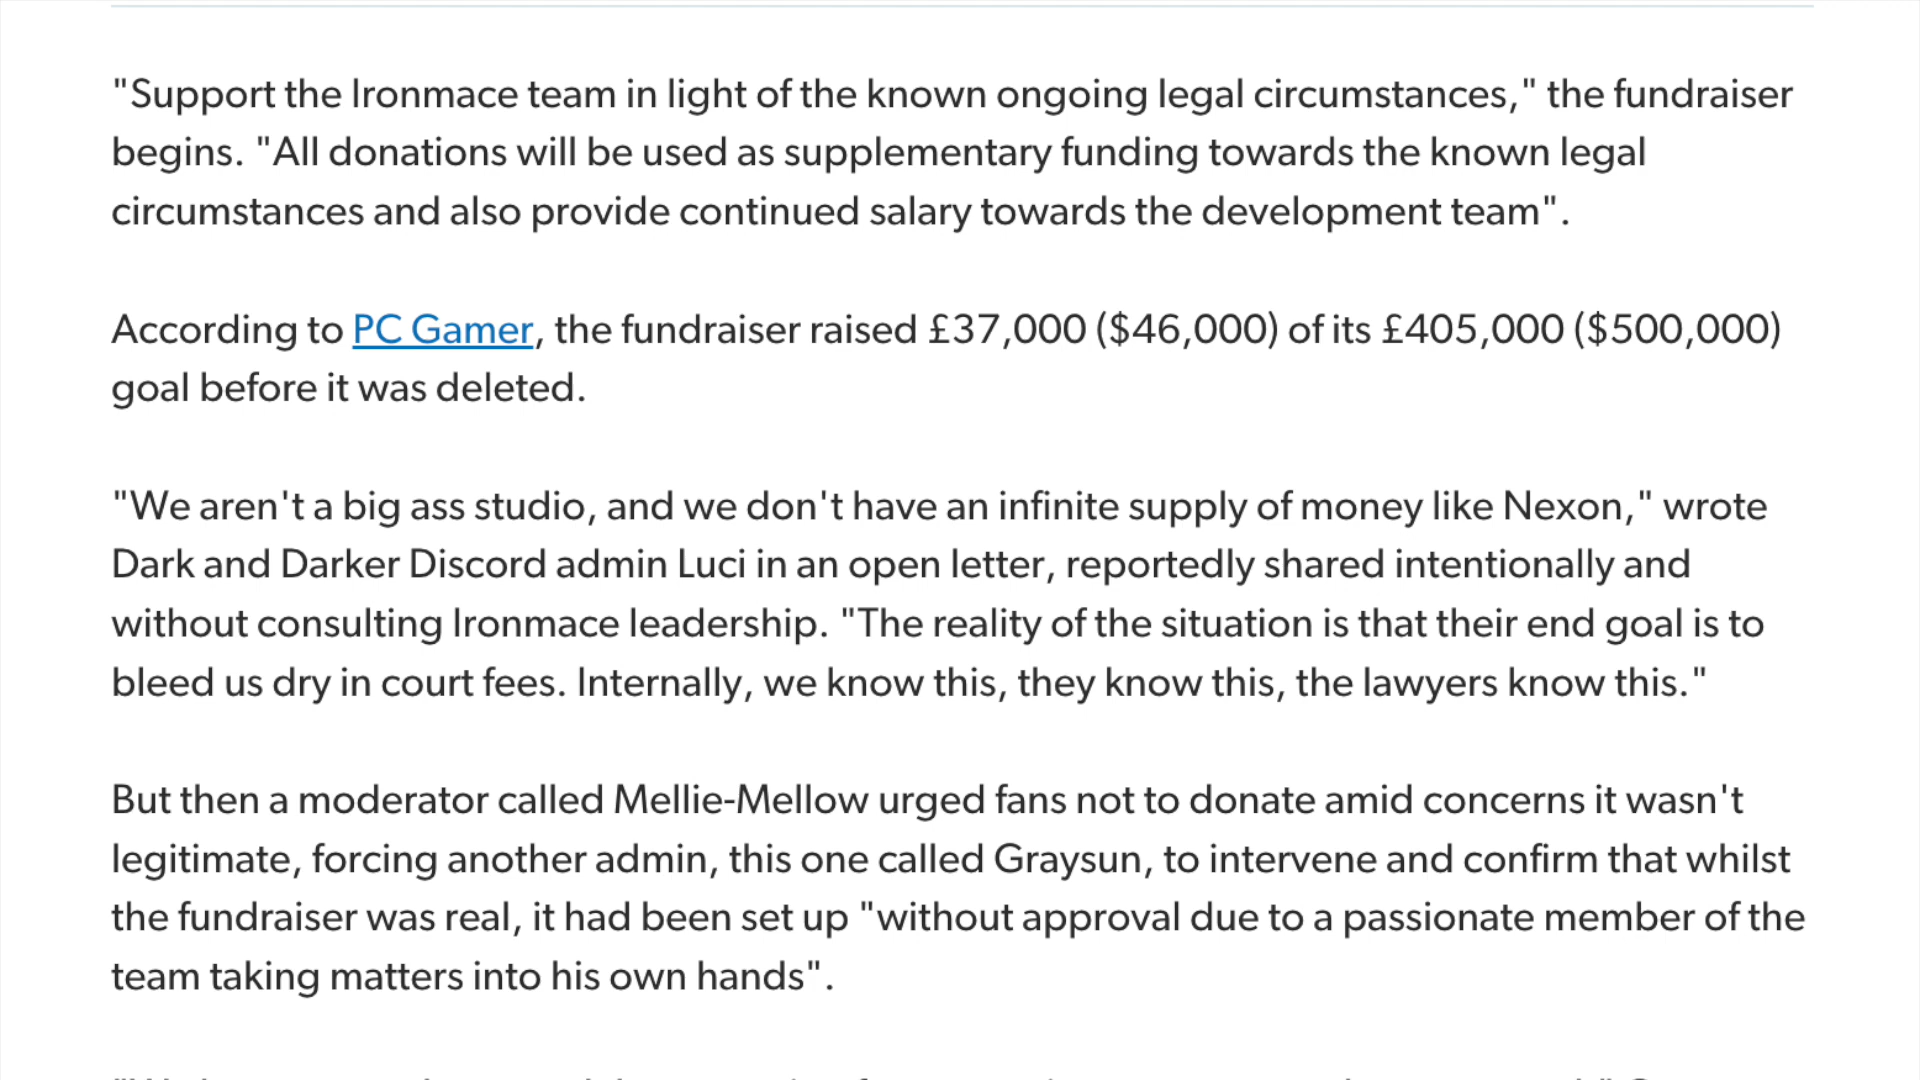 "Support the Ironmace team in light of the known ongoing legal circumstances," the fundraiser
begins. "All donations will be used as supplementary funding towards the known legal
circumstances and also provide continued salary towards the development team".
According to PC Gamer, the fundraiser raised £37,000 ($46,000) of its £405,000 ($500,000)
goal before it was deleted.
"We aren't a big ass studio, and we don't have an infinite supply of money like Nexon," wrote
Dark and Darker Discord admin Luci in an open letter, reportedly shared intentionally and
without consulting Ironmace leadership. "The reality of the situation is that their end goal is to
bleed us dry in court fees. Internally, we know this, they know this, the lawyers know this."
But then a moderator called Mellie-Mellow urged fans not to donate amid concerns it wasn't
legitimate, forcing another admin, this one called Graysun, to intervene and confirm that whilst
the fundraiser was real, it had been set up "without approval due to a passionate member of the
team taking matters into his own hands".